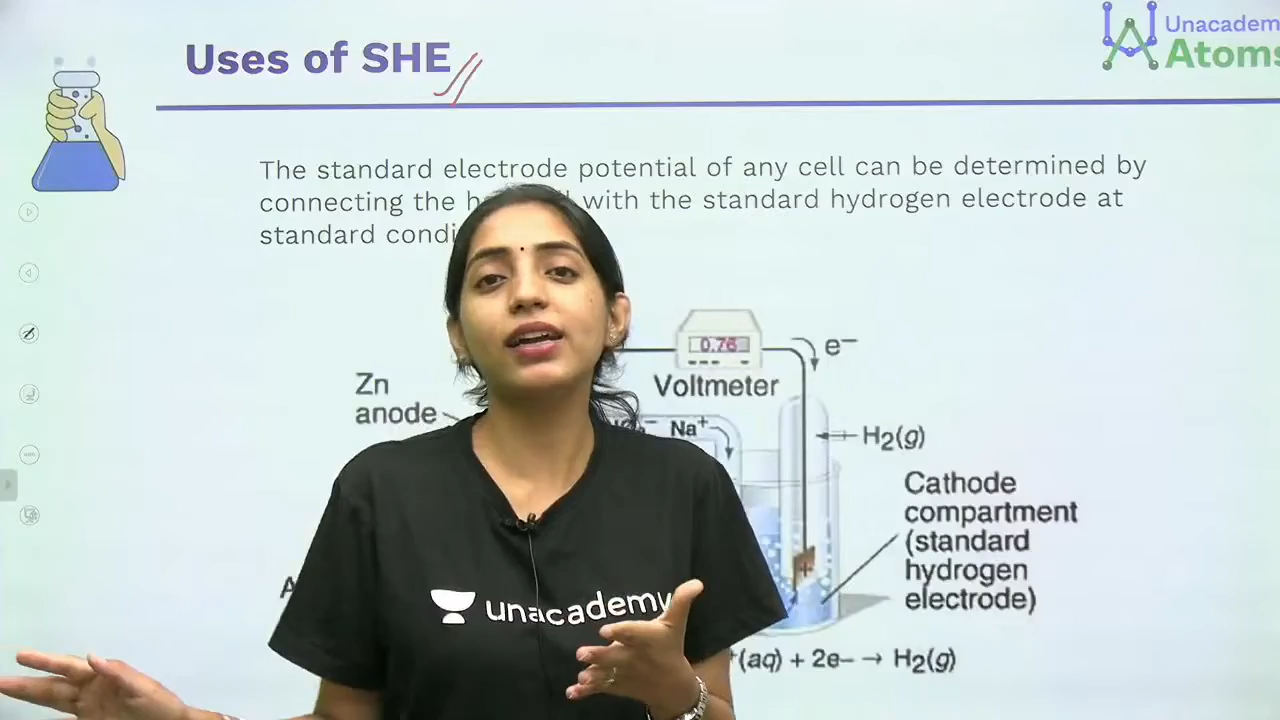 Uses of SHE
Unacadem
Atoms
The standard electrode potential of any cell can be determined by
connecting the with the standard hydrogen electrode at
standard
0.76
e⁻
Voltmeter
Zn
anode
Na⁺
H₂(g)
Cathode
compartment
(standard
hydrogen
electrode)
unacademy
(aq) + 2e– → H₂(g)